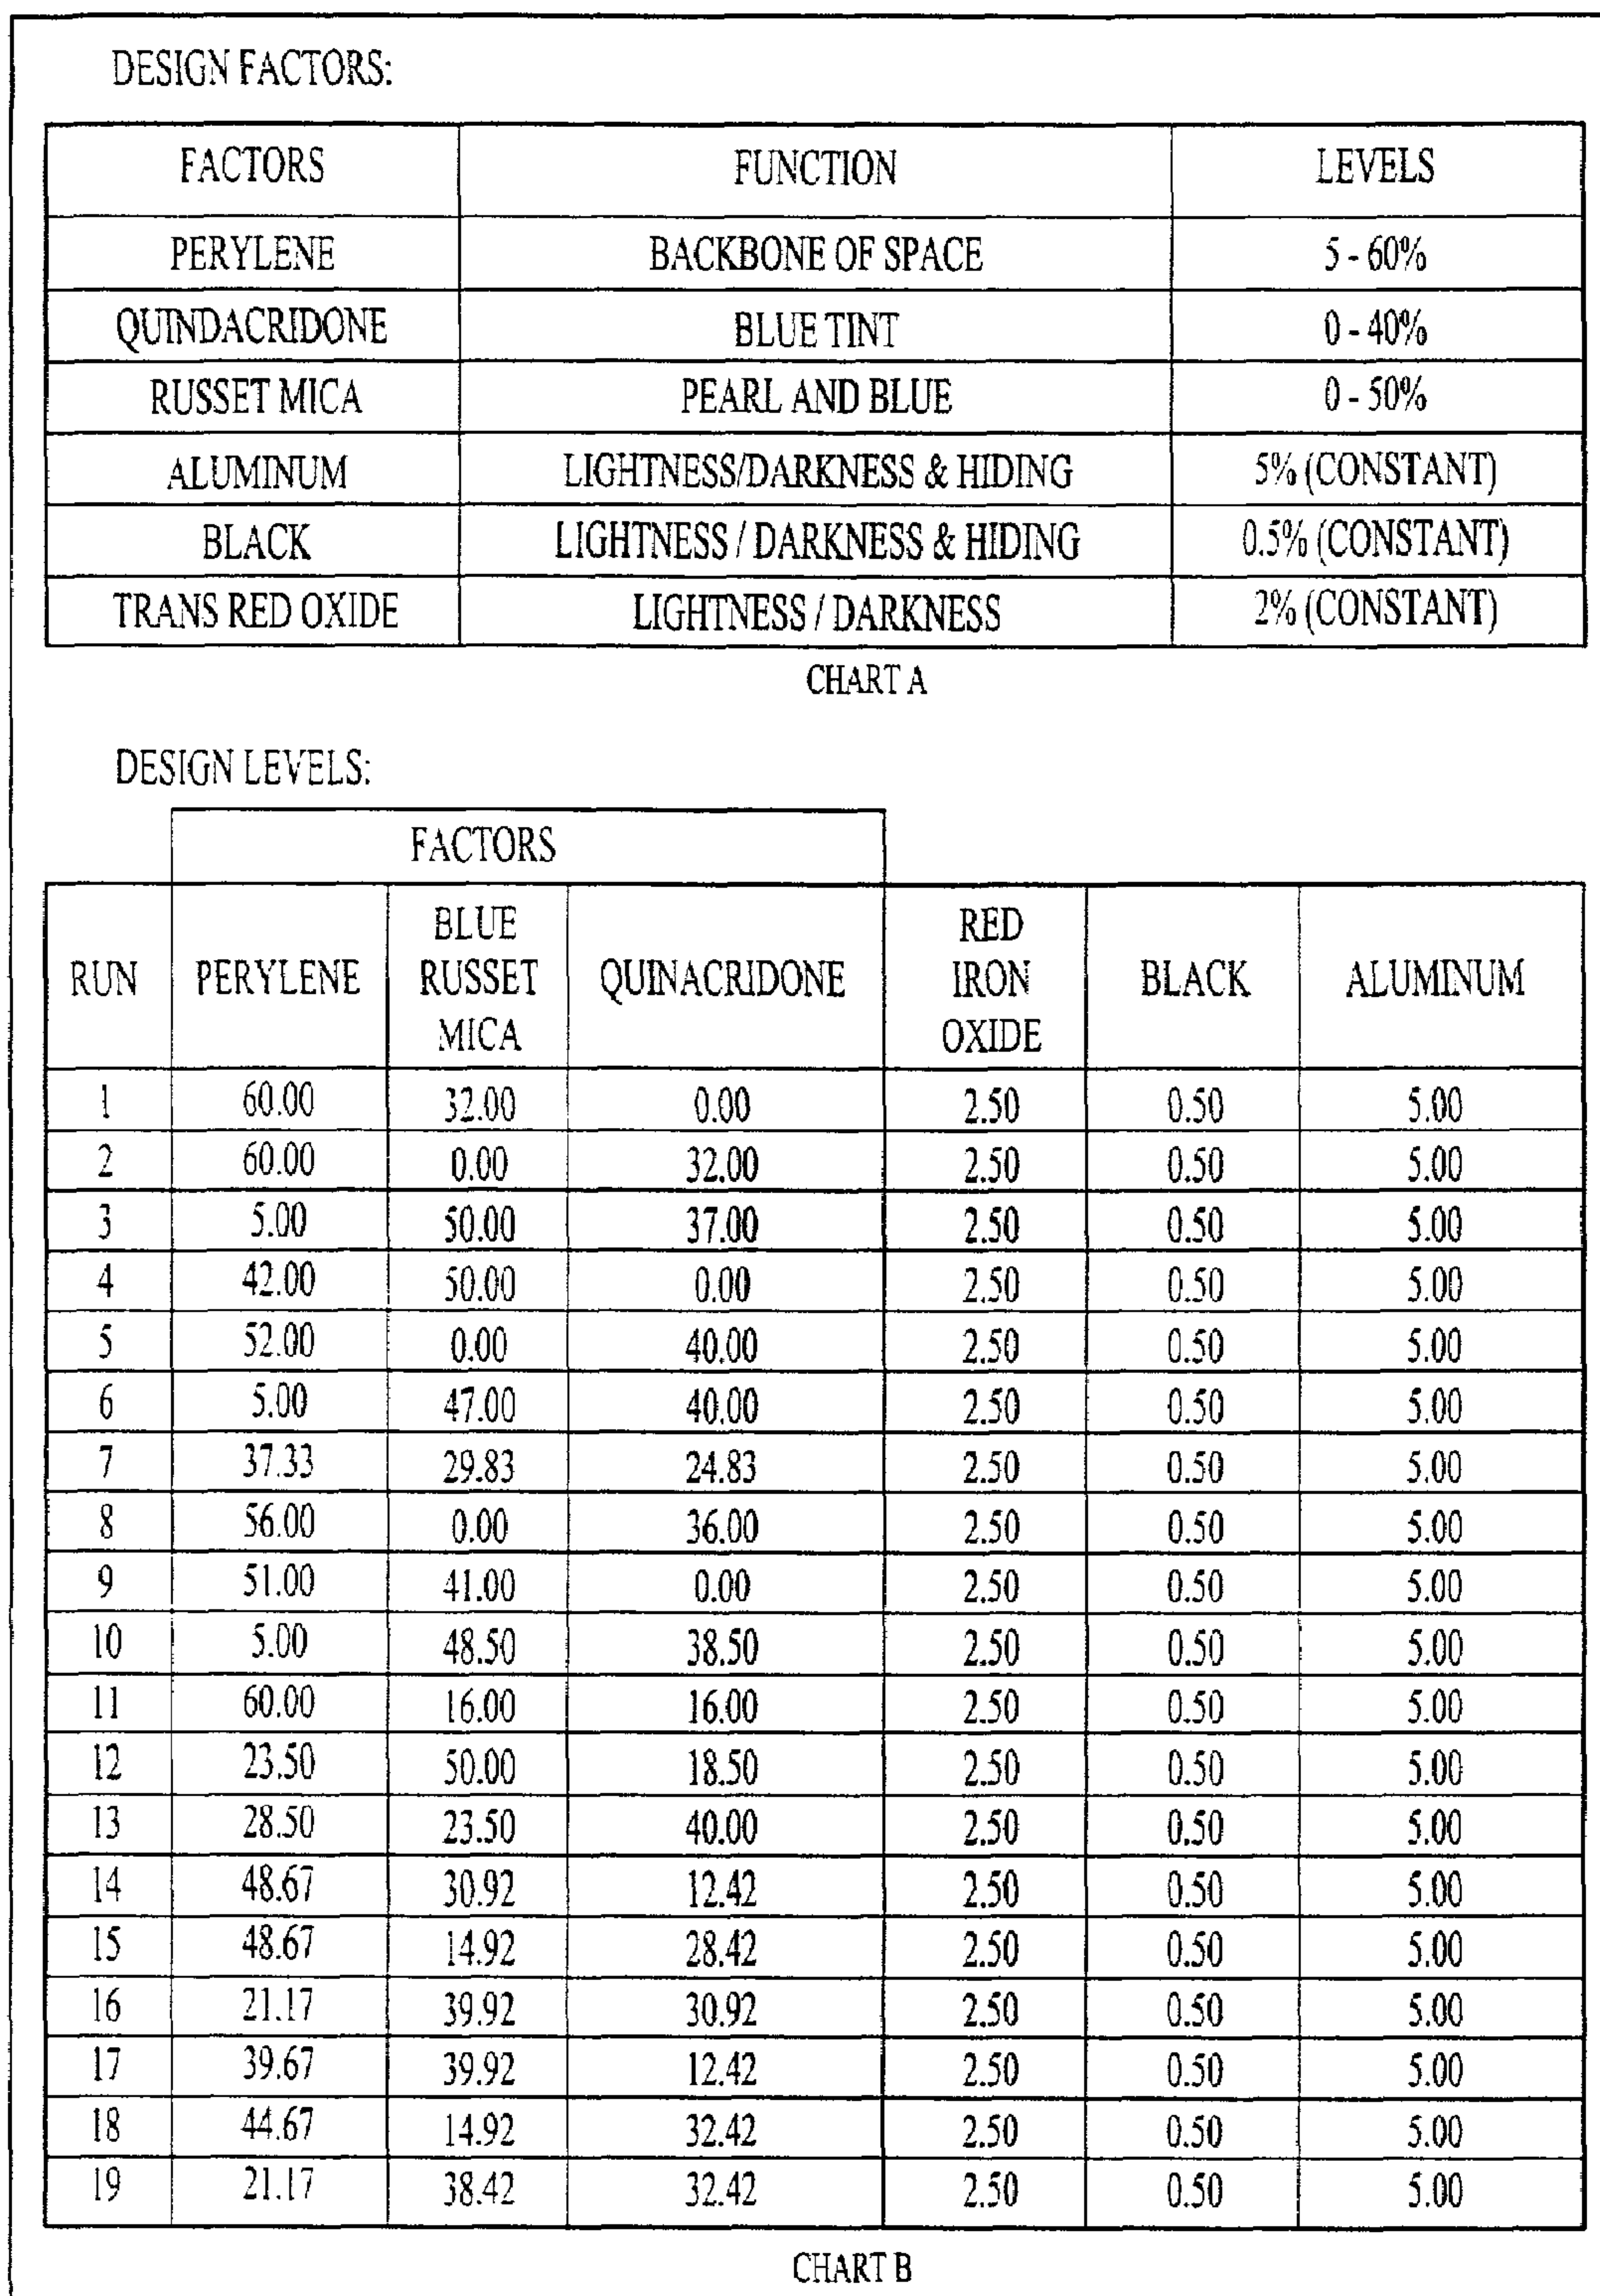 DESIGN FACTORS:
FACTORS FUNCTION LEVELS
PERYLENE BACKBONE OF SPACE 5 - 60%
QUINDACRIDONE BLUE TINT 0 - 40%
RUSSET MICA PEARL AND BLUE 0 - 50%
ALUMINUM LIGHTNESS/DARKNESS & HIDING 5% (CONSTANT)
BLACK LIGHTNESS / DARKNESS & HIDING 0.5% (CONSTANT)
TRANS RED OXIDE LIGHTNESS / DARKNESS 2% (CONSTANT)
CHART A
DESIGN LEVELS:
FACTORS
RUN PERYLENE BLUE RUSSET MICA QUINACRIDONE RED IRON OXIDE BLACK ALUMINUM
1 60.00 32.00 0.00 2.50 0.50 5.00
2 60.00 0.00 32.00 2.50 0.50 5.00
3 5.00 50.00 37.00 2.50 0.50 5.00
4 42.00 50.00 0.00 2.50 0.50 5.00
5 52.00 0.00 40.00 2.50 0.50 5.00
6 5.00 47.00 40.00 2.50 0.50 5.00
7 37.33 29.83 24.83 2.50 0.50 5.00
8 56.00 0.00 36.00 2.50 0.50 5.00
9 51.00 41.00 0.00 2.50 0.50 5.00
10 5.00 48.50 38.50 2.50 0.50 5.00
11 60.00 16.00 16.00 2.50 0.50 5.00
12 23.50 50.00 18.50 2.50 0.50 5.00
13 28.50 23.50 40.00 2.50 0.50 5.00
14 48.67 30.92 12.42 2.50 0.50 5.00
15 48.67 14.92 28.42 2.50 0.50 5.00
16 21.17 39.92 30.92 2.50 0.50 5.00
17 39.67 39.92 12.42 2.50 0.50 5.00
18 44.67 14.92 32.42 2.50 0.50 5.00
19 21.17 38.42 32.42 2.50 0.50 5.00
CHART B